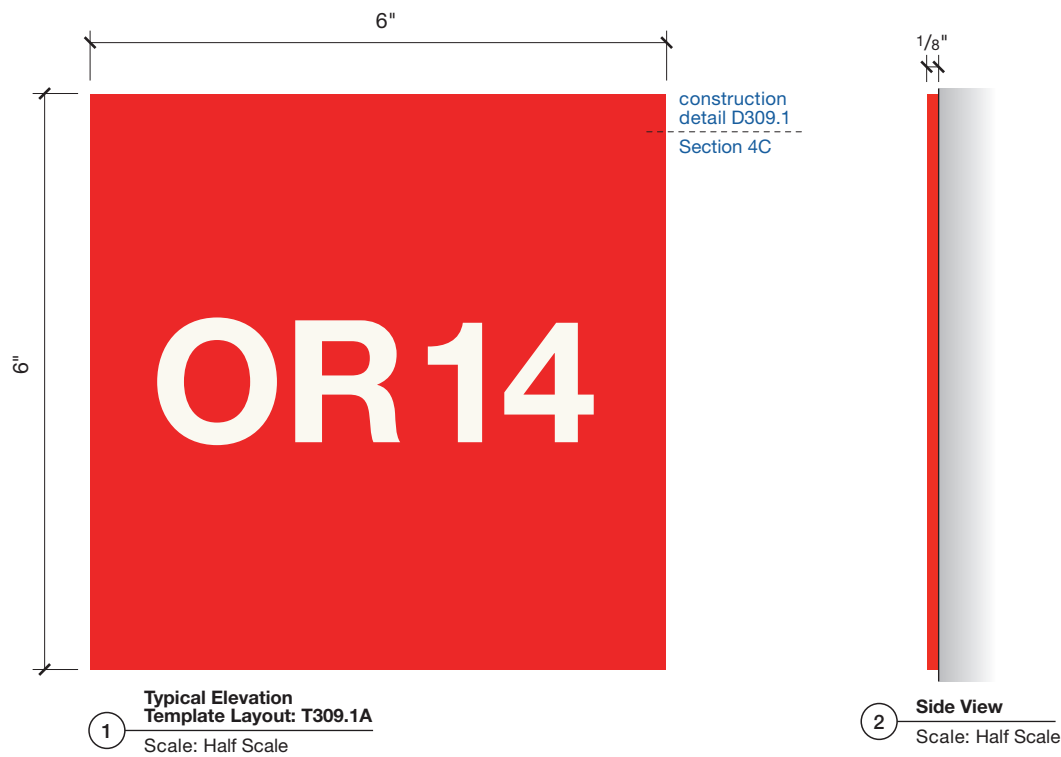 6"
1/8"
construction
detail D309.1
Section 4C
6"
OR14
1
Typical Elevation
Template Layout: T309.1A
Scale: Half Scale
2
Side View
Scale: Half Scale